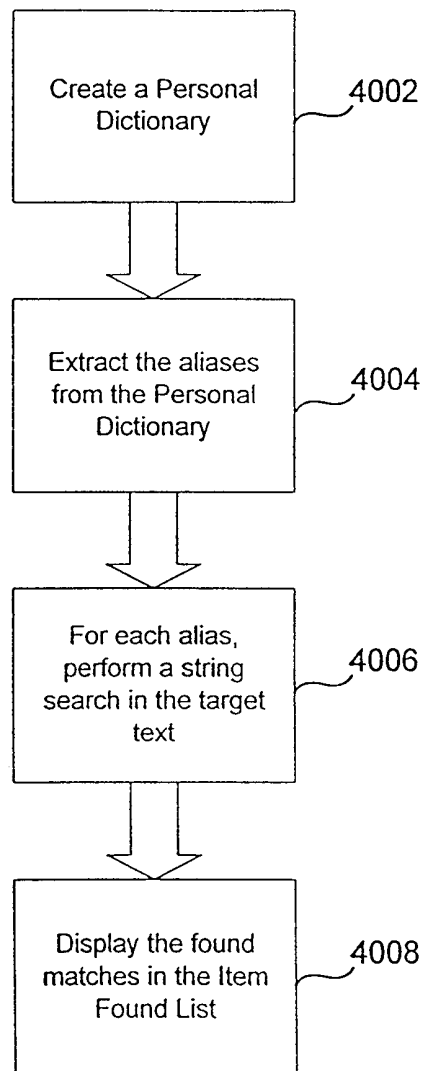 Create a Personal
Dictionary
4002
Extract the aliases
from the Personal
Dictionary
4004
For each alias,
perform a string
search in the target
text
4006
Display the found
matches in the Item
Found List
4008